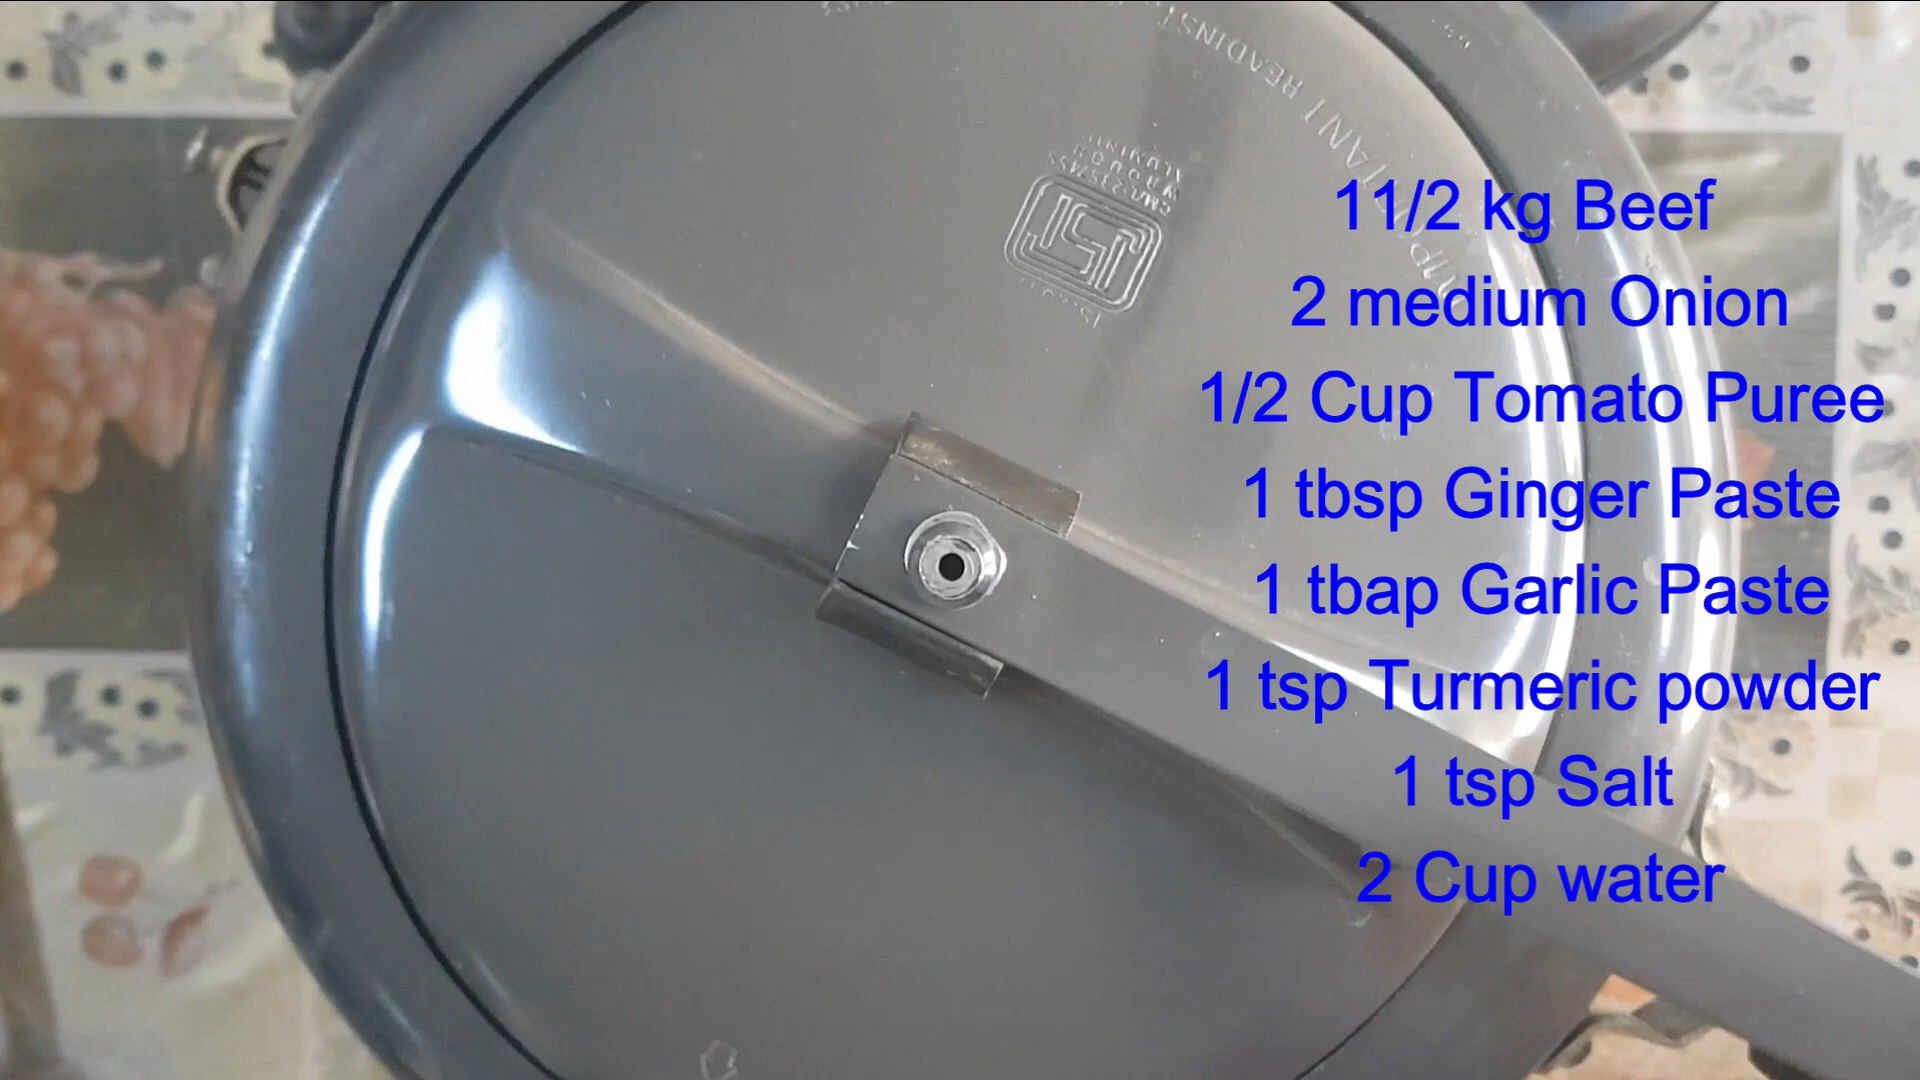 11/2 kg Beef
2 medium Onion
1/2 Cup Tomato Puree
1 tbsp Ginger Paste
1 tbap Garlic Paste
1 tsp Turmeric powder
1 tsp Salt
2 Cup water
ISI